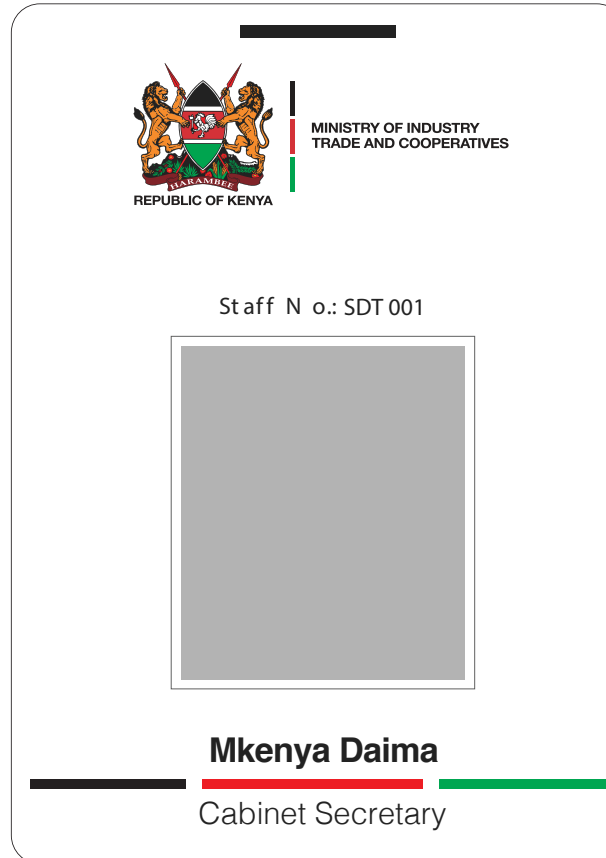 HARAMBEE
REPUBLIC OF KENYA
MINISTRY OF INDUSTRY
TRADE AND COOPERATIVES
Staff No.: SDT 001
Mkenya Daima
Cabinet Secretary